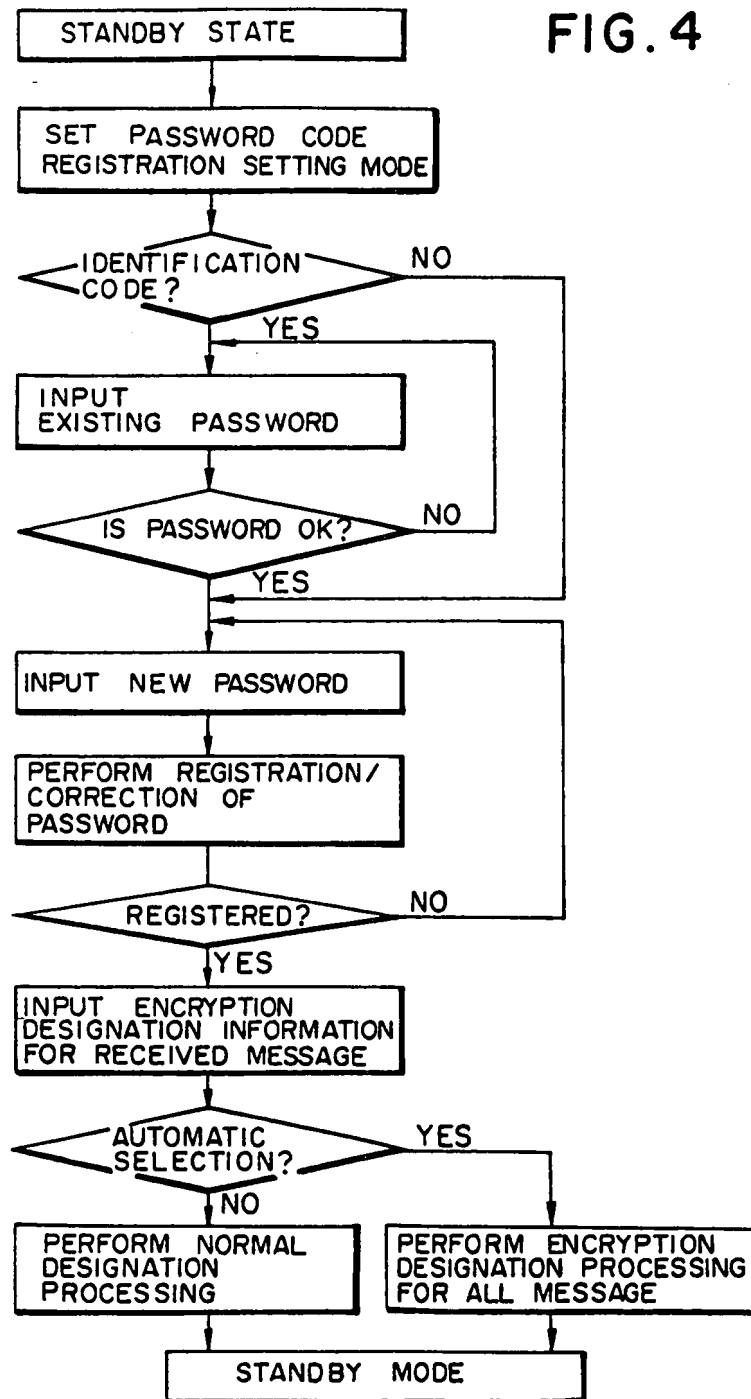 FIG. 4
STANDBY STATE
SET PASSWORD CODE
REGISTRATION SETTING MODE
IDENTIFICATION
CODE?
NO
YES
INPUT
EXISTING PASSWORD
IS PASSWORD OK?
NO
YES
INPUT NEW PASSWORD
PERFORM REGISTRATION/
CORRECTION OF
PASSWORD
REGISTERED?
NO
YES
INPUT ENCRYPTION
DESIGNATION INFORMATION
FOR RECEIVED MESSAGE
AUTOMATIC
SELECTION?
YES
NO
PERFORM NORMAL
DESIGNATION
PROCESSING
PERFORM ENCRYPTION
DESIGNATION PROCESSING
FOR ALL MESSAGE
STANDBY MODE